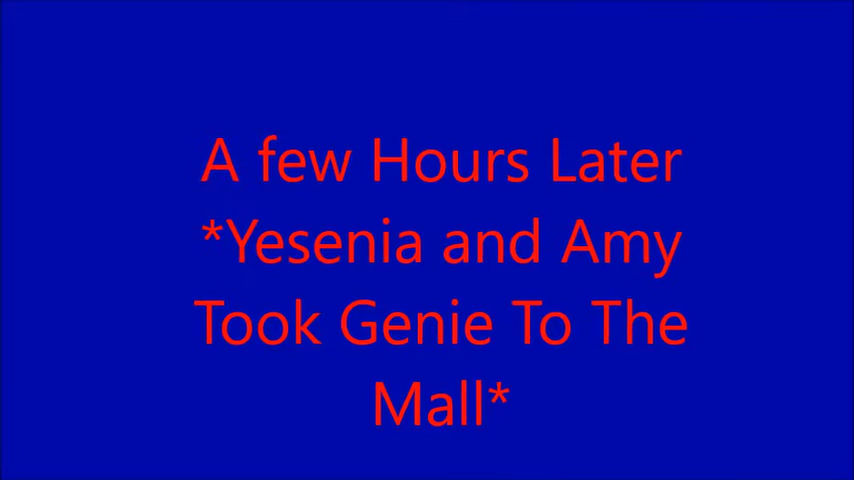 A few Hours Later
*Yesenia and Amy
Took Genie To The
Mall*